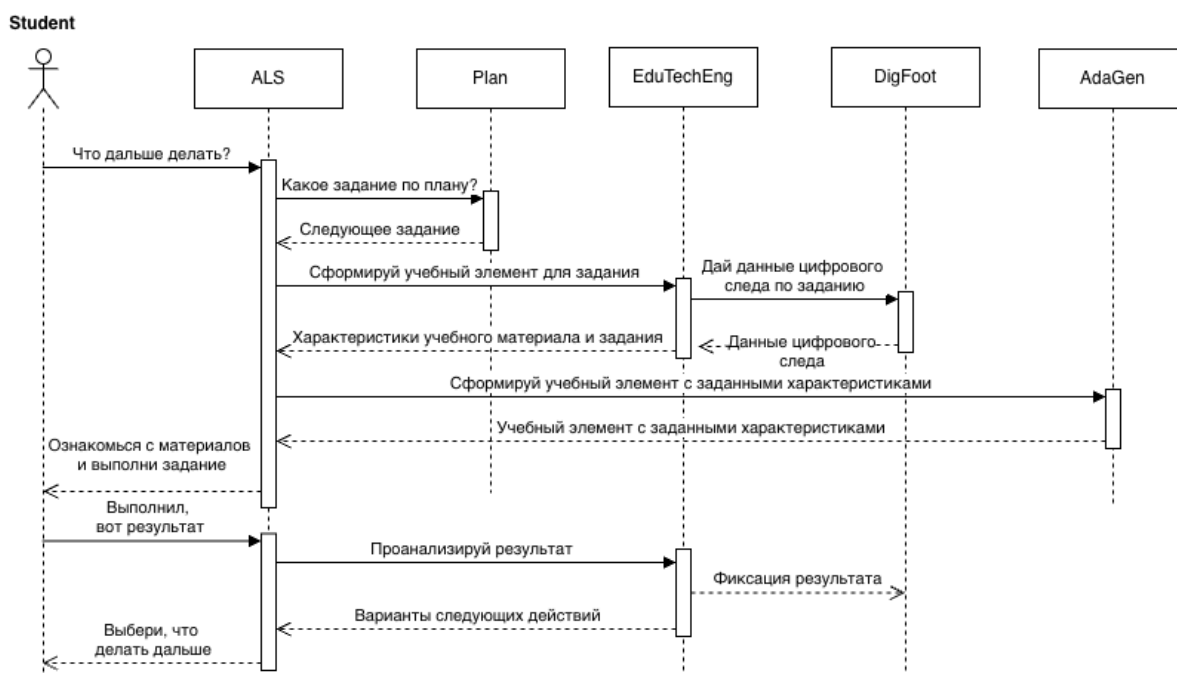 Student
ALS
Plan
EduTechEng
DigFoot
AdaGen
Что дальше делать?
Какое задание по плану?
Следующее задание
Сформируй учебный элемент для задания
Дай данные цифрового
следа по заданию
Характеристики учебного материала и задания
Данные цифрового
следа
Сформируй учебный элемент с заданными характеристиками
Учебный элемент с заданными характеристиками
Ознакомься с материалов
и выполни задание
Выполнил,
вот результат
Проанализируй результат
Фиксация результата
Варианты следующих действий
Выбери, что
делать дальше